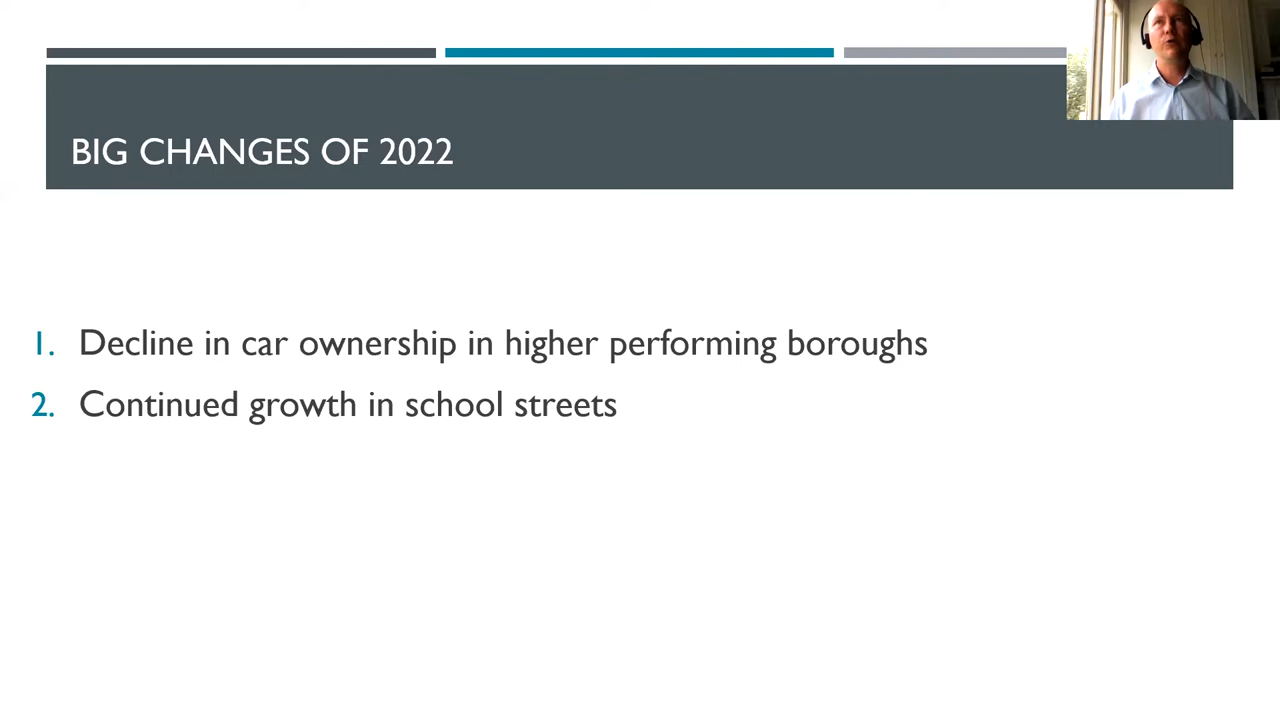 BIG CHANGES OF 2022
1. Decline in car ownership in higher performing boroughs
2. Continued growth in school streets